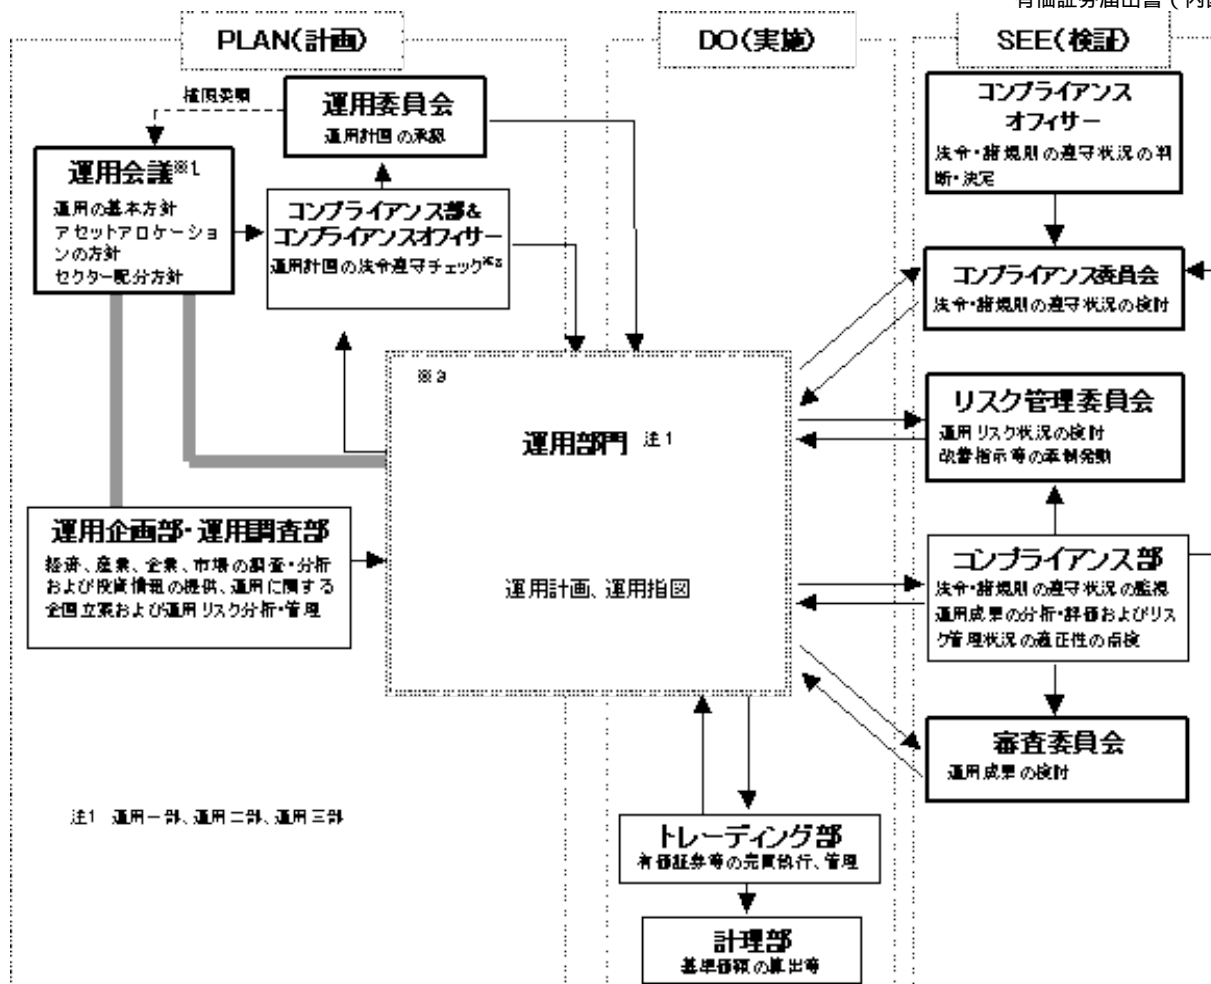 有価証券届出書(内
PLAN(計画)
DO(実施)
SEE(検証)
権限委嘱
運用委員会
運用計画の承認
運用会議※1
運用の基本方針
アセットアロケーショ
ンの方針
セクター配分方針
コンプライアンス部&
コンプライアンスオフィサー
運用計画の法令遵守チェック※2
コンプライアンス
オフィサー
法令・諸規則の遵守状況の判
断・決定
コンプライアンス委員会
法令・諸規則の遵守状況の検討
※3
運用部門 注1
運用計画、運用指図
リスク管理委員会
運用リスク状況の検討
改善指示等の牽制発動
運用企画部・運用調査部
経済、産業、企業、市場の調査・分析
および投資情報の提供、運用に関する
企画立案および運用リスク分析・管理
コンプライアンス部
法令・諸規則の遵守状況の監視
運用成果の分析・評価およびリス
ク管理状況の適正性の点検
審査委員会
運用成果の検討
注1 運用一部、運用二部、運用三部
トレーディング部
有価証券等の売買執行、管理
計理部
基準価額の算出等